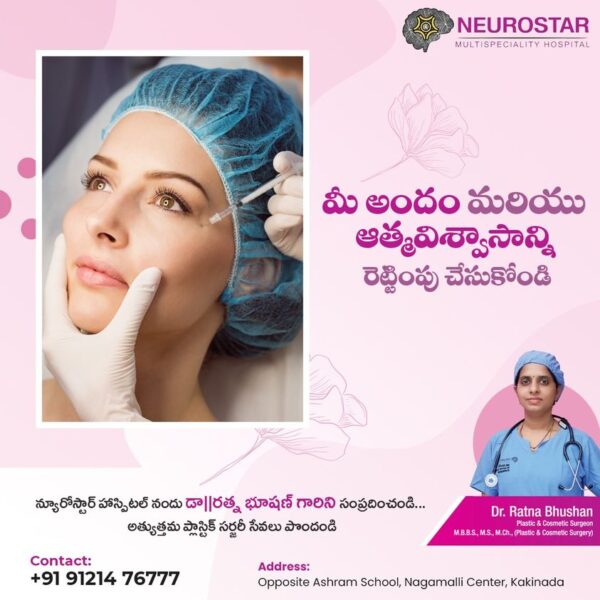 NEUROSTAR
MULTISPECIALITY HOSPITAL
మీ అందం మరియు
ఆత్మవిశ్వాసాన్ని
రెట్టింపు చేసుకోండి
Dr. Ratna Bhushan
Plastic & Cosmetic Surgeon
M.B.B.S., M.S., M.Ch., (Plastic & Cosmetic Surgery)
న్యూరోస్టార్ హాస్పిటల్ నందు డా||రత్న భూషణ్ గారిని సంప్రదించండి...
అత్యుత్తమ ప్లాస్టిక్ సర్జరీ సేవలు పొందండి
Contact:
+91 91214 76777
Address:
Opposite Ashram School, Nagamalli Center, Kakinada